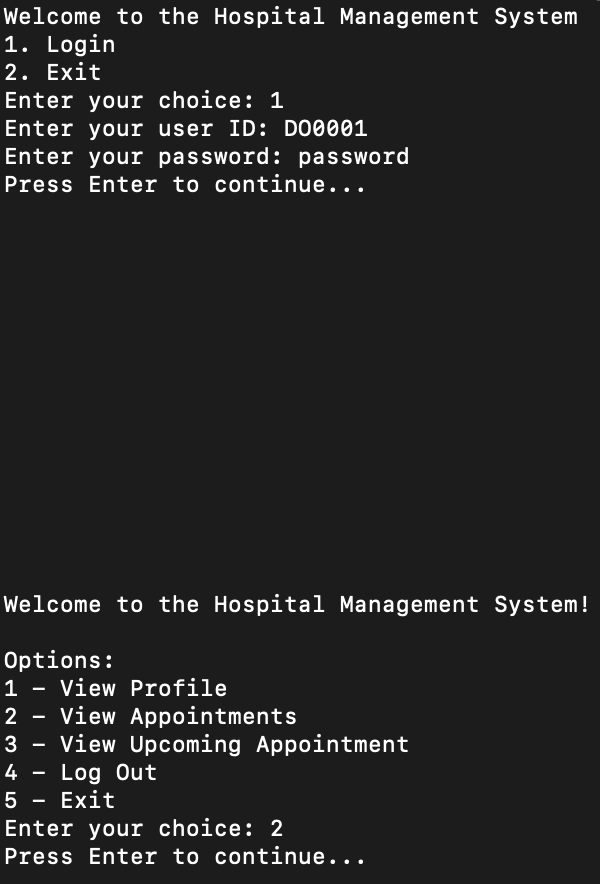 Welcome to the Hospital Management System
1. Login
2. Exit
Enter your choice: 1
Enter your user ID: DO0001
Enter your password: password
Press Enter to continue...
Welcome to the Hospital Management System!
Options:
1 – View Profile
2 – View Appointments
3 – View Upcoming Appointment
4 – Log Out
5 – Exit
Enter your choice: 2
Press Enter to continue...